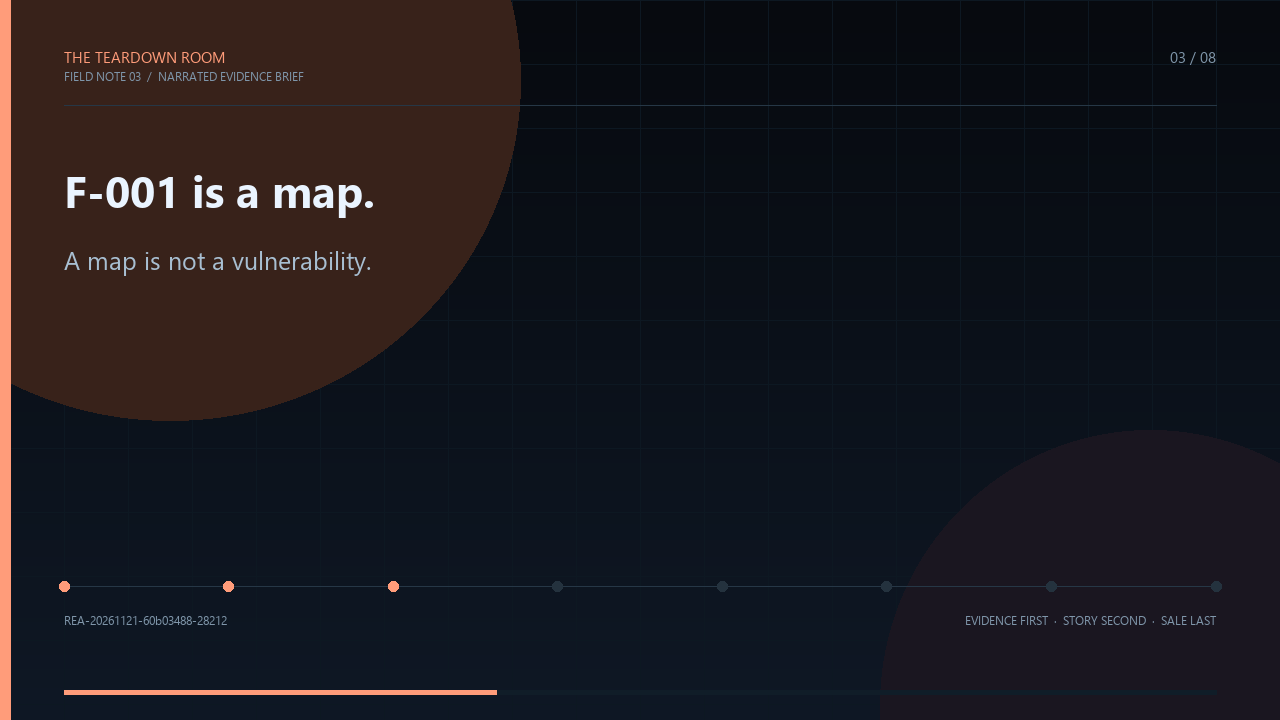 THE TEARDOWN ROOM
03 / 08
FIELD NOTE 03 / NARRATED EVIDENCE BRIEF
F-001 is a map.
A map is not a vulnerability.
REA-20261121-60b03488-28212
EVIDENCE FIRST · STORY SECOND · SALE LAST